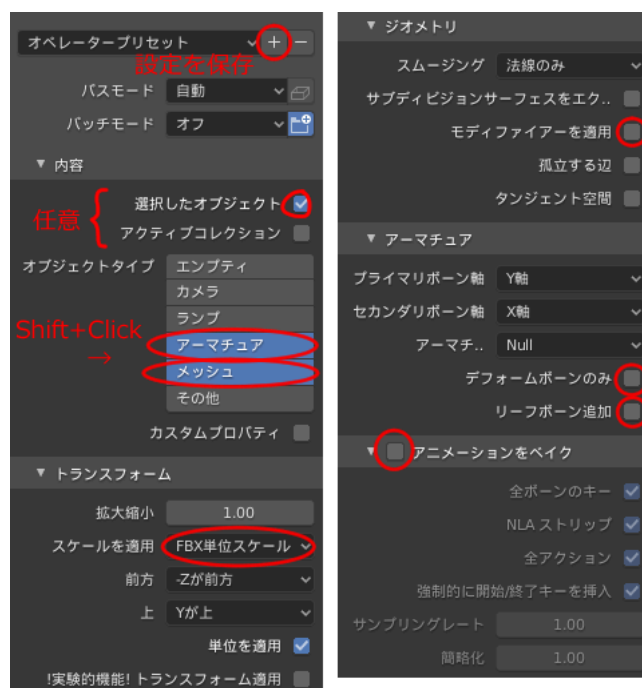 オペレータープリセット
設定を保存
パスモード 自動
バッチモード オフ
内容
任意
選択したオブジェクト
アクティブコレクション
オブジェクトタイプ エンプティ
カメラ
ランプ
Shift+Click
→
アーマチュア
メッシュ
その他
カスタムプロパティ
トランスフォーム
拡大縮小 1.00
スケールを適用 FBX単位スケール
前方 -Zが前方
上 Yが上
単位を適用
!実験的機能! トランスフォーム適用
ジオメトリ
スムージング 法線のみ
サブディビジョンサーフェスをエク..
モディファイアーを適用
孤立する辺
タンジェント空間
アーマチュア
プライマリボーン軸 Y軸
セカンダリボーン軸 X軸
アーマチ.. Null
デフォームボーンのみ
リーフボーン追加
アニメーションをベイク
全ボーンのキー
NLA ストリップ
全アクション
強制的に開始/終了キーを挿入
サンプリングレート 1.00
簡略化 1.00